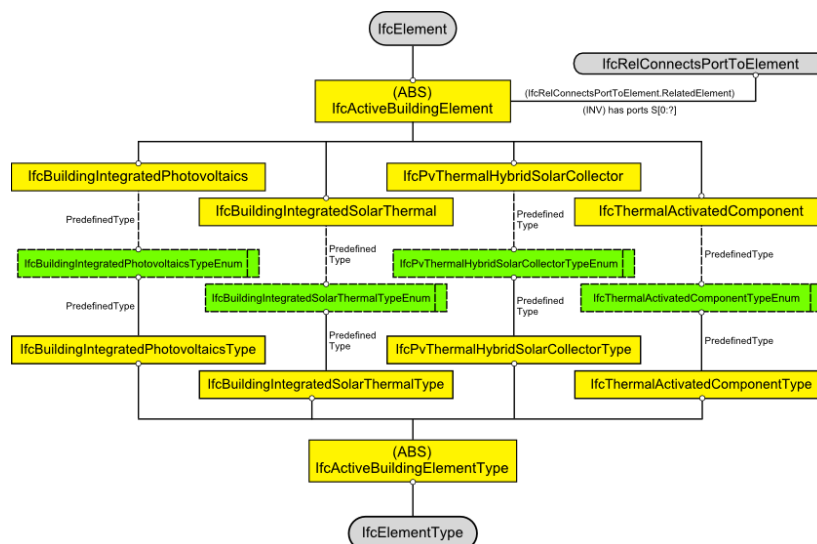 IfcElement
IfcRelConnectsPortToElement
(ABS)
IfcActiveBuildingElement
(IfcRelConnectsPortToElement.RelatedElement)
(INV) has ports S[0:?]
IfcBuildingIntegratedPhotovoltaics
IfcPvThermalHybridSolarCollector
IfcBuildingIntegratedSolarThermal
IfcThermalActivatedComponent
PredefinedType
Predefined
Type
Predefined
Type
PredefinedType
IfcBuildingIntegratedPhotovoltaicsTypeEnum
IfcPvThermalHybridSolarCollectorTypeEnum
IfcBuildingIntegratedSolarThermalTypeEnum
IfcThermalActivatedComponentTypeEnum
PredefinedType
Predefined
Type
Predefined
Type
PredefinedType
IfcBuildingIntegratedPhotovoltaicsType
IfcPvThermalHybridSolarCollectorType
IfcBuildingIntegratedSolarThermalType
IfcThermalActivatedComponentType
(ABS)
IfcActiveBuildingElementType
IfcElementType